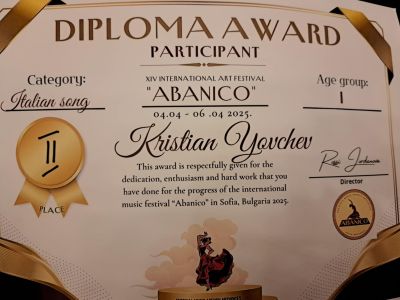 DIPLOMA AWARD
PARTICIPANT
Category:
Italian song
XIV INTERNATIONAL ART FESTIVAL
"ABANICO"
04.04 - 06 .04 2025.
Age group:
I
Kristian Yovchev
II
PLACE
This award is respectfully given for the
dedication, enthusiasm and hard work that you
have done for the progress of the international
music festival "Abanico" in Sofia, Bulgaria 2025.
Director
ABANICO